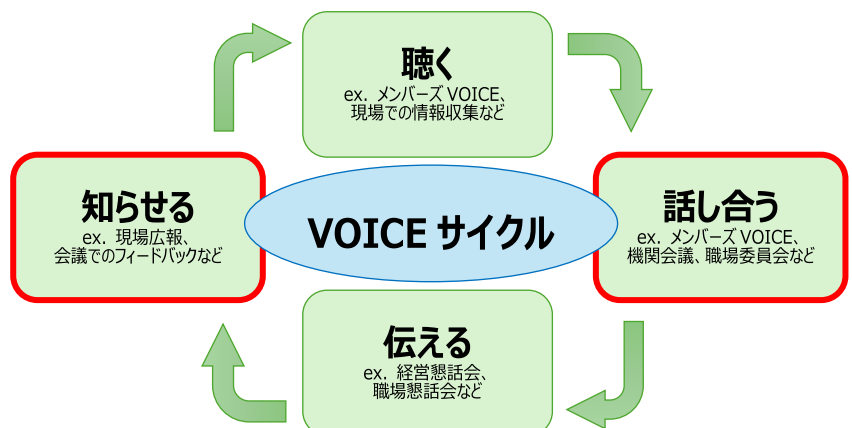 聴く
ex. メンバーズ VOICE、
現場での情報収集など
知らせる
ex. 現場広報、
会議でのフィードバックなど
VOICE サイクル
話し合う
ex. メンバーズ VOICE、
機関会議、職場委員会など
伝える
ex. 経営懇話会、
職場懇話会など